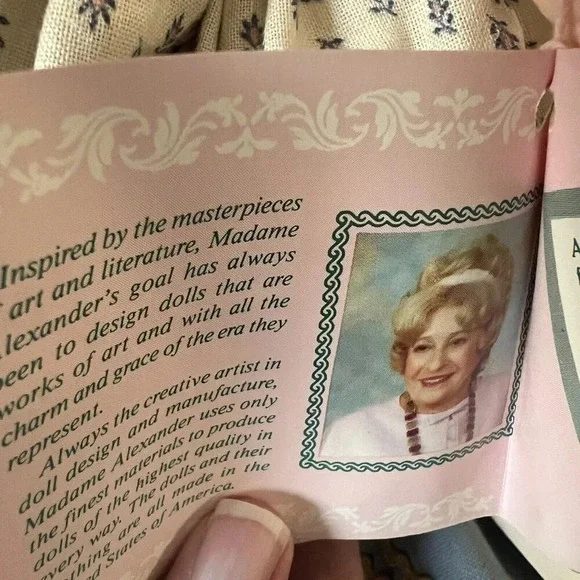 Inspired by the masterpieces
art and literature, Madame
Alexander's goal has always
been to design dolls that are
works of art and with all the
charm and grace of the era they
represent.
Always the creative artist in
doll design and manufacture,
Madame Alexander uses only
the finest materials to produce
dolls of the highest quality in
every way. The dolls and their
are all made in the
States of America.
A